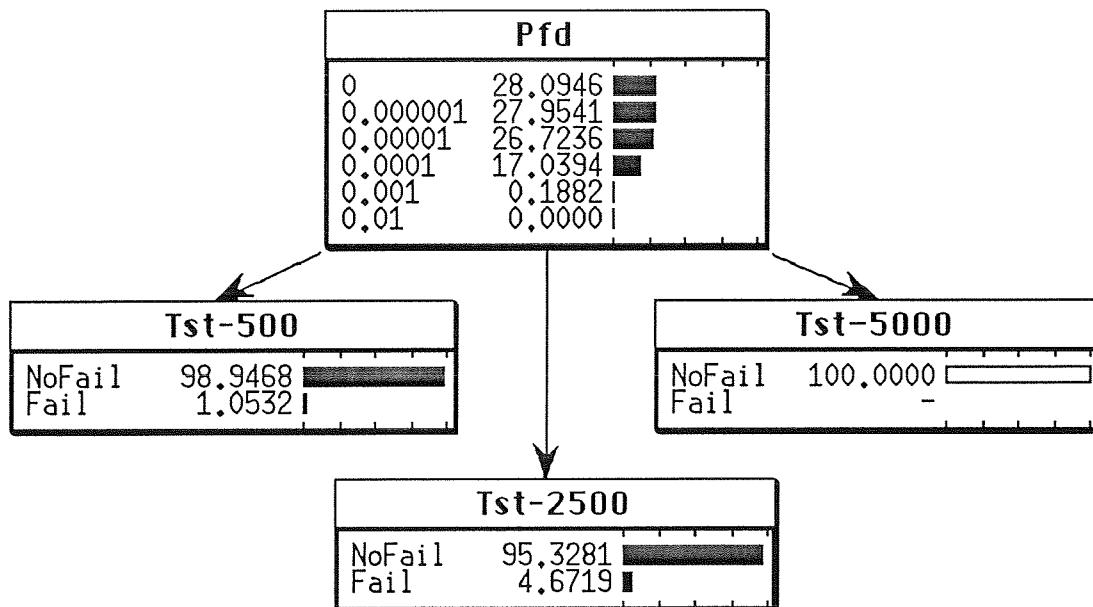 Pfd
0 28.0946
0.000001 27.9541
0.00001 26.7236
0.0001 17.0394
0.001 0.1882
0.01 0.0000
Tst-500
NoFail 98.9468
Fail 1.0532
Tst-5000
NoFail 100.0000
Fail -
Tst-2500
NoFail 95.3281
Fail 4.6719